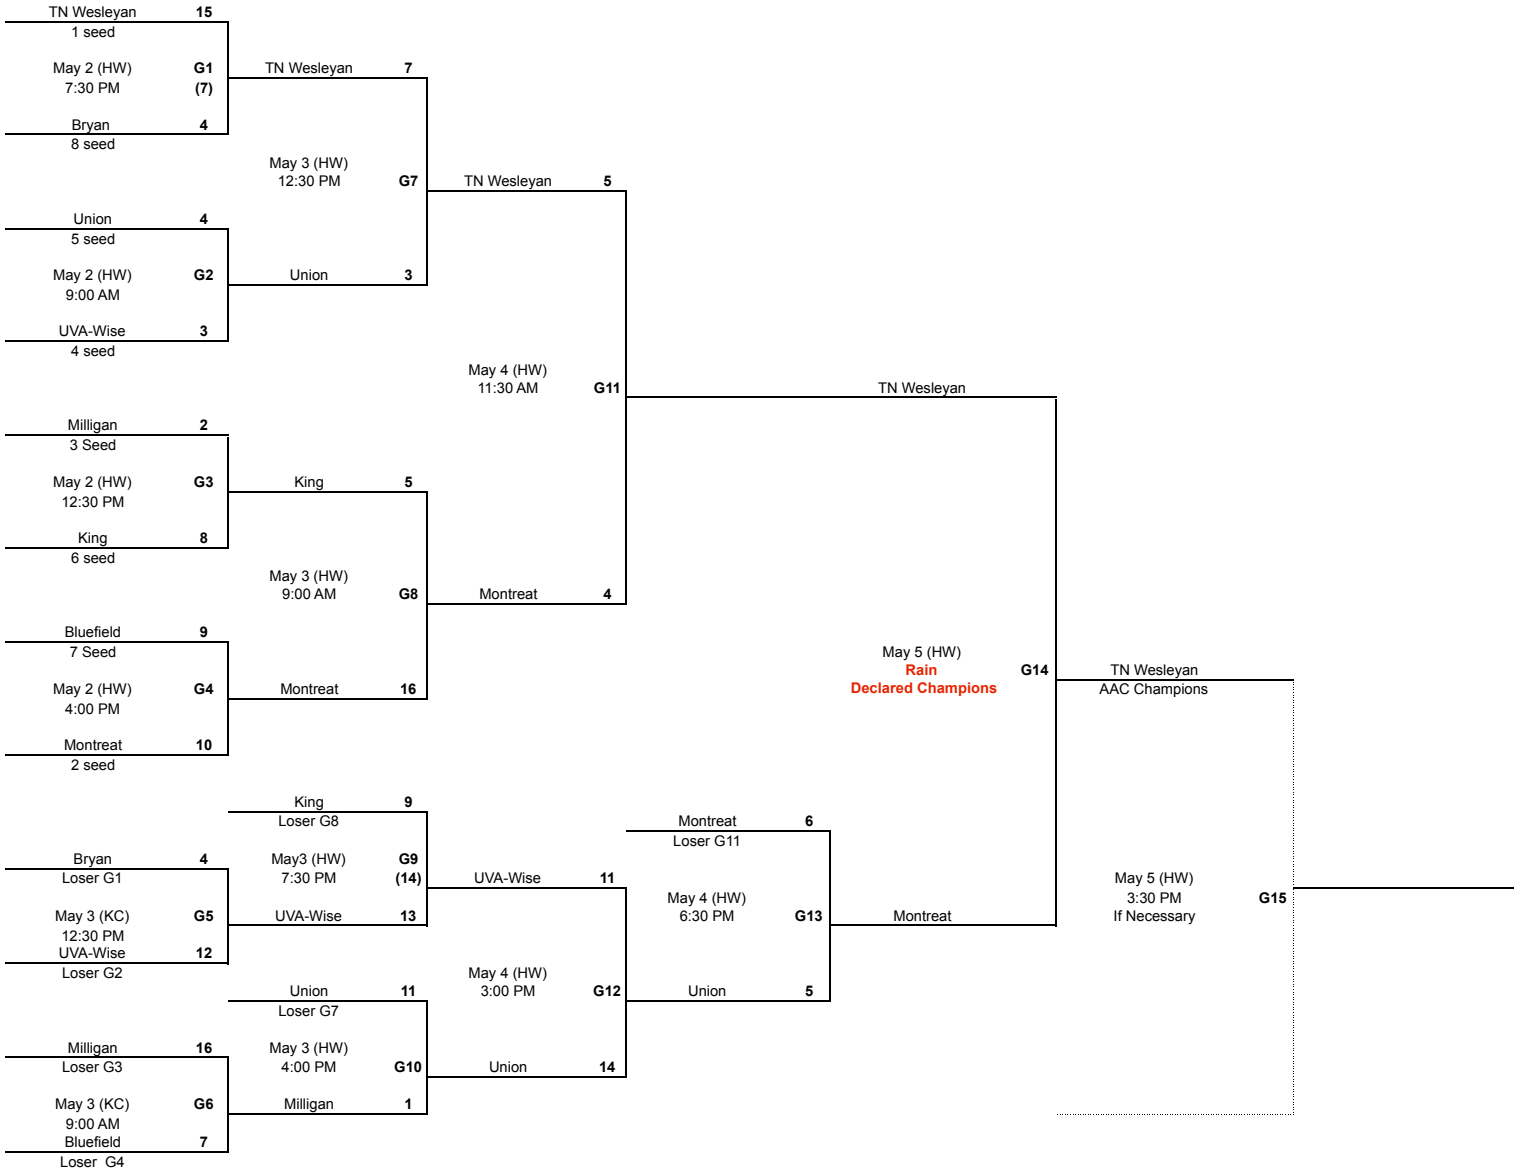 TN Wesleyan 15
1 seed
May 2 (HW) G1
7:30 PM (7)
Bryan 4
8 seed
TN Wesleyan 7
May 3 (HW)
12:30 PM G7
Union 4
5 seed
May 2 (HW) G2
9:00 AM
UVA-Wise 3
4 seed
Union 3
TN Wesleyan 5
May 4 (HW)
11:30 AM G11
Milligan 2
3 Seed
May 2 (HW) G3
12:30 PM
King 8
6 seed
King 5
May 3 (HW)
9:00 AM G8
Bluefield 9
7 Seed
May 2 (HW) G4
4:00 PM
Montreat 10
2 seed
Montreat 16
Montreat 4
TN Wesleyan
May 5 (HW)
Rain G14
Declared Champions
TN Wesleyan
AAC Champions
King 9
Loser G8
May3 (HW) G9
7:30 PM (14)
Bryan 4
Loser G1
May 3 (KC) G5
12:30 PM
UVA-Wise 12
Loser G2
UVA-Wise 13
UVA-Wise 11
May 4 (HW)
3:00 PM G12
Union 11
Loser G7
May 3 (HW)
4:00 PM G10
Milligan 16
Loser G3
May 3 (KC) G6
9:00 AM
Bluefield 7
Loser  G4
Milligan 1
Union 14
Montreat 6
Loser G11
May 4 (HW)
6:30 PM G13
Union 5
Montreat
May 5 (HW)
3:30 PM G15
If Necessary